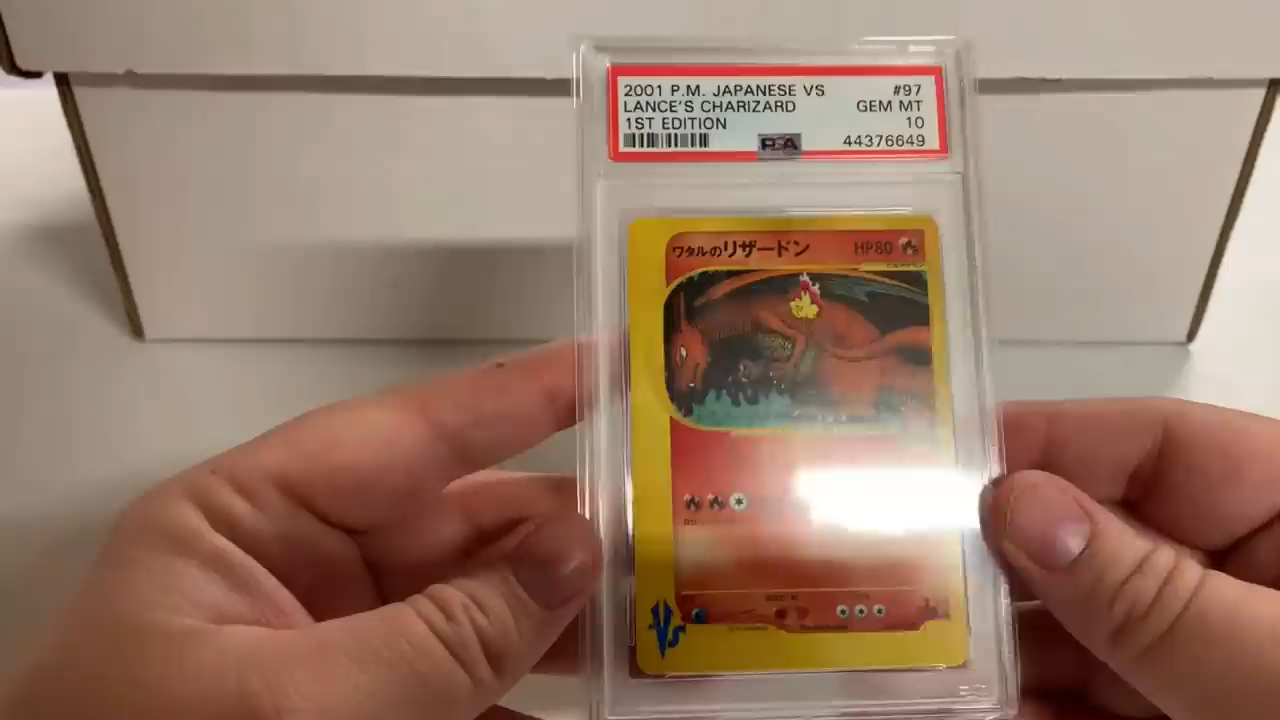 2001 P.M. JAPANESE VS #97
LANCE'S CHARIZARD GEM MT
1ST EDITION 10
PSA 44376649
ワタルのリザードン HP80
VS